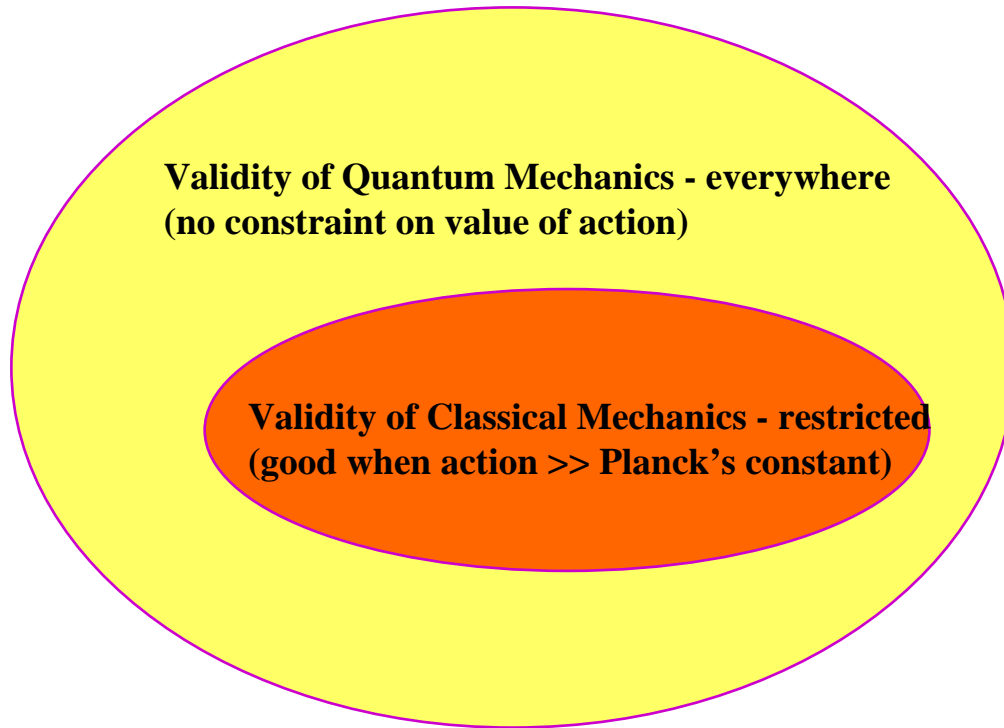 Validity of Quantum Mechanics - everywhere
(no constraint on value of action)
Validity of Classical Mechanics - restricted
(good when action >> Planck’s constant)